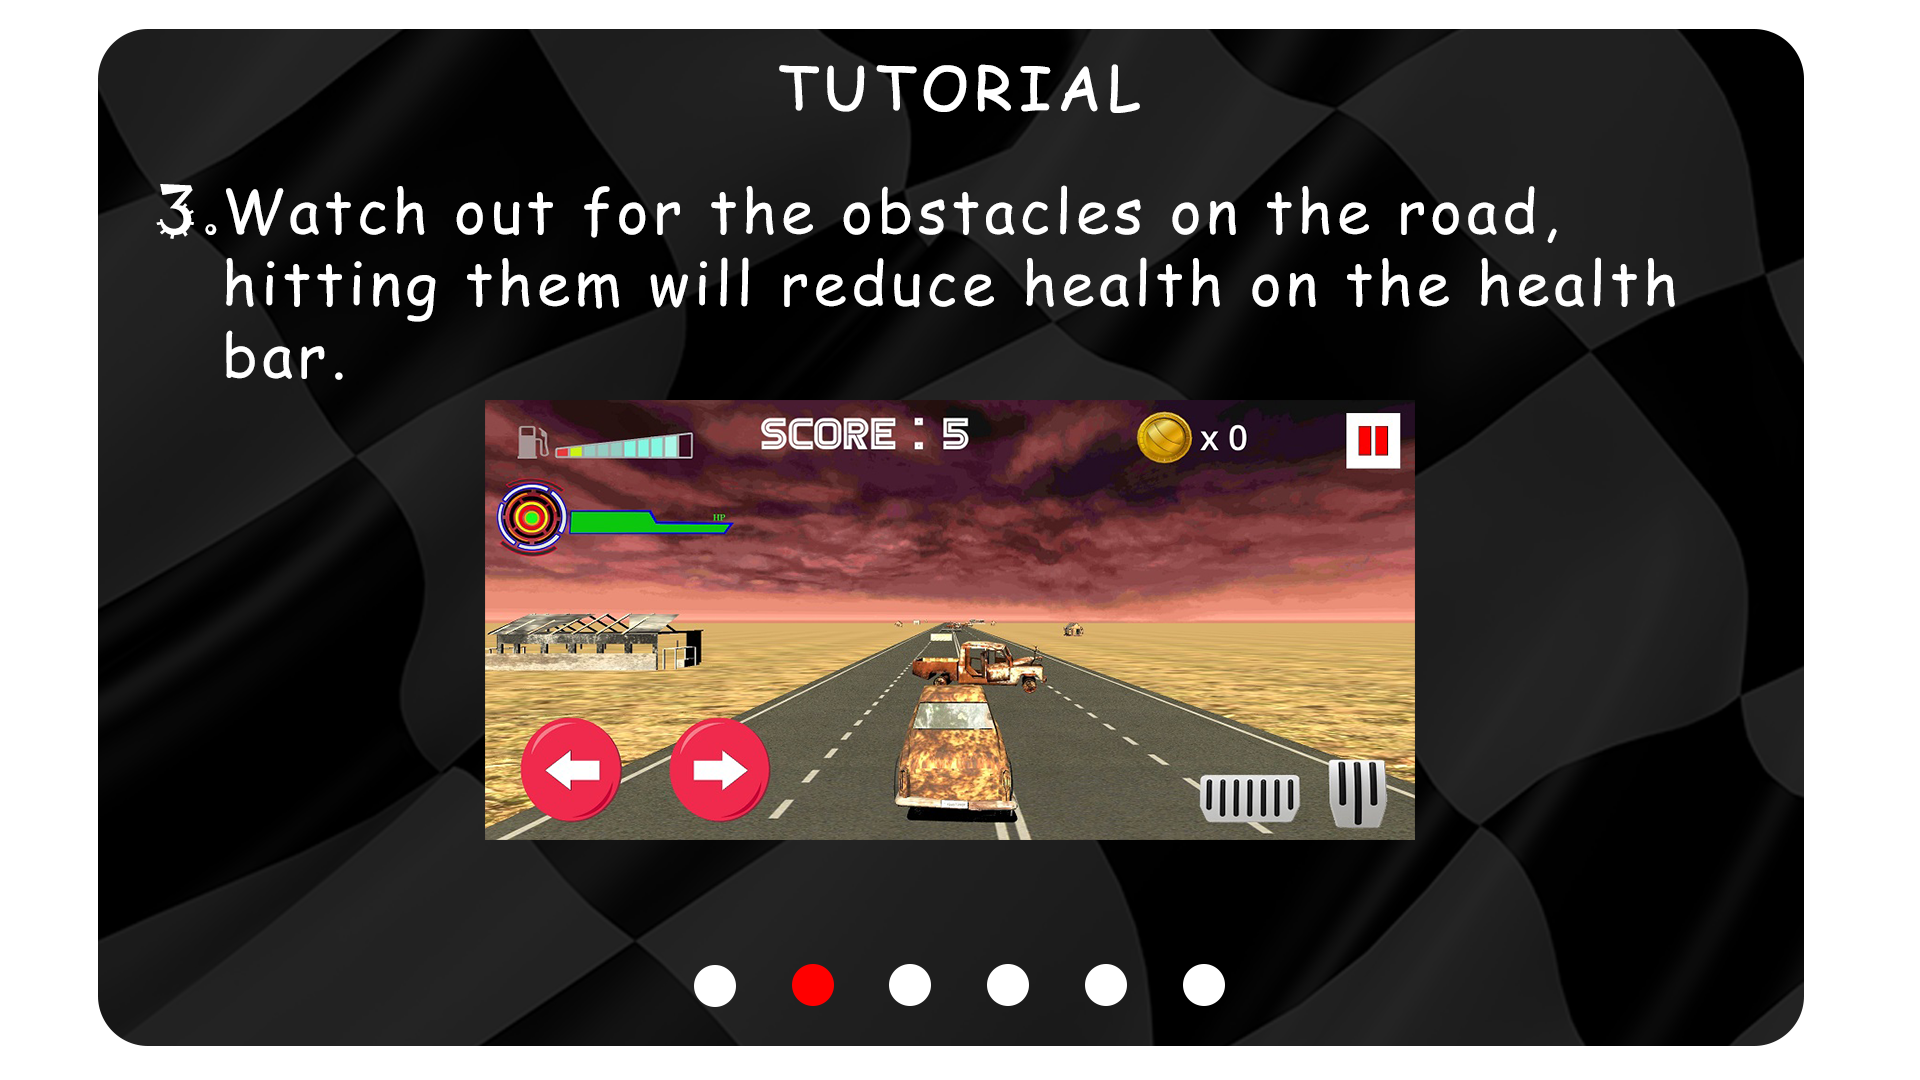 TUTORIAL
3. Watch out for the obstacles on the road,
hitting them will reduce health on the health
bar.
SCORE : 5
x 0
HP